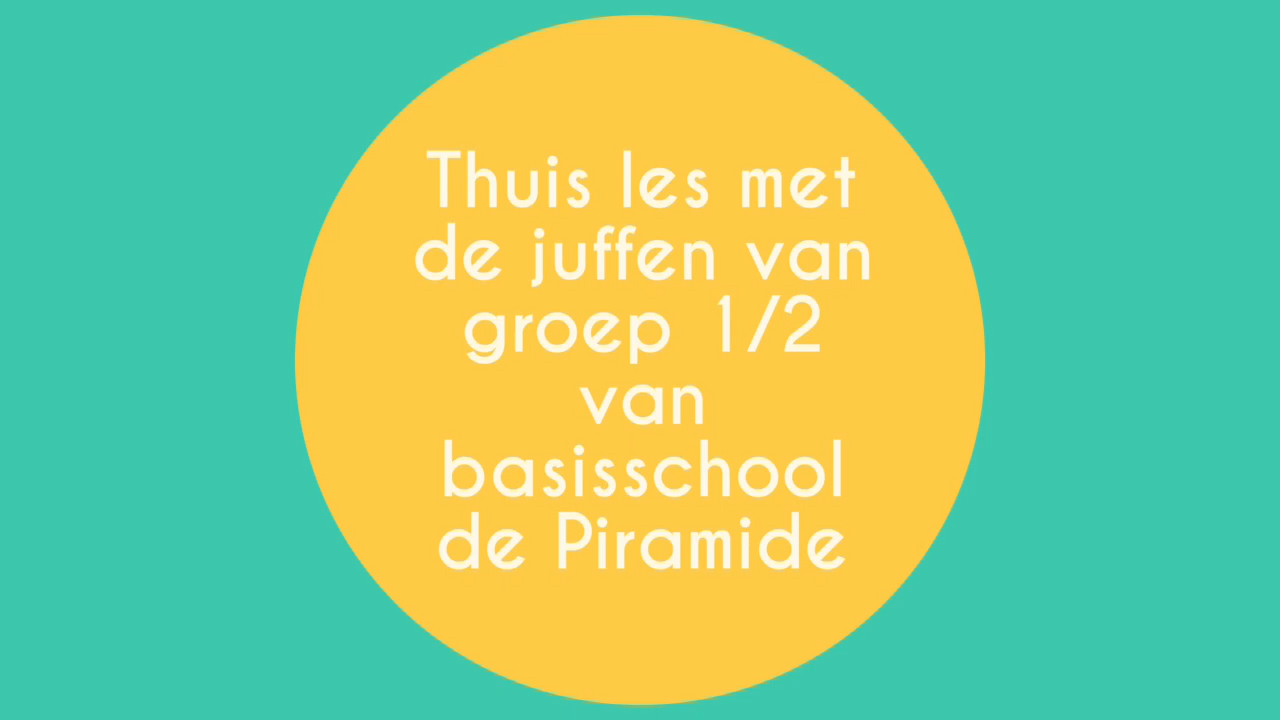 Thuis les met
de juffen van
groep 1/2
van
basisschool
de Piramide